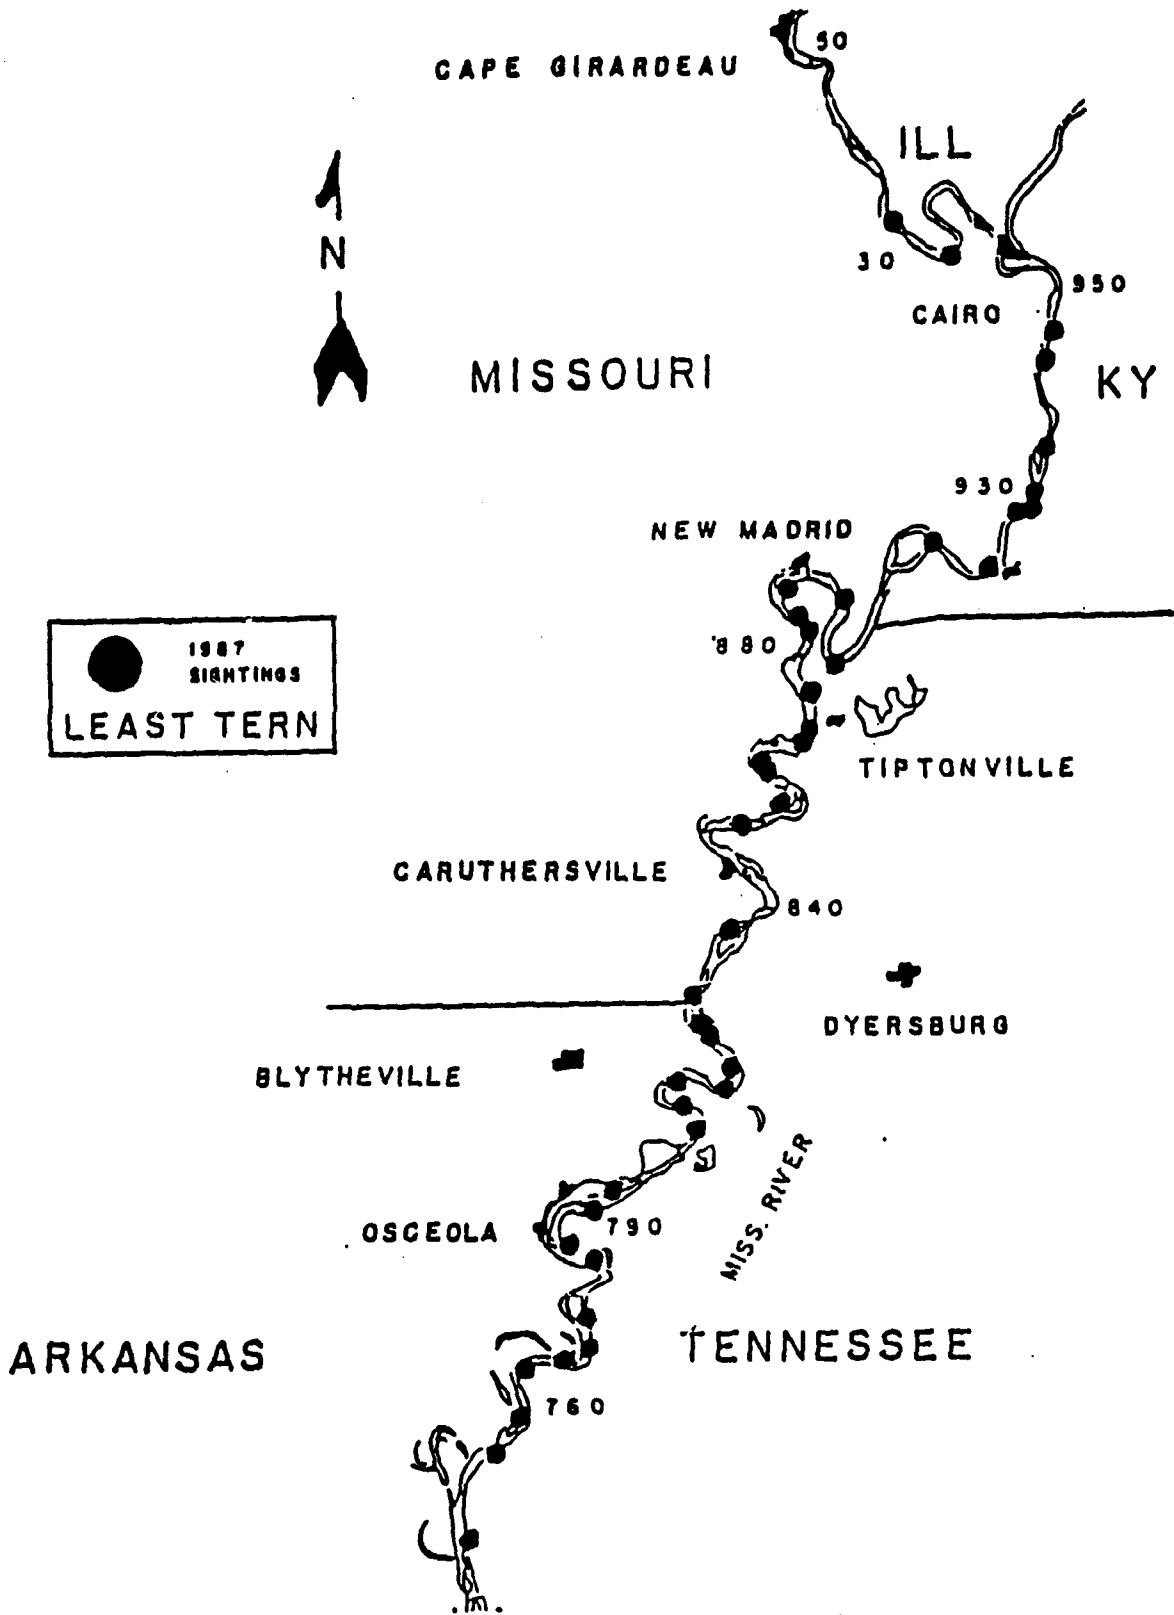 50
CAPE GIRARDEAU
ILL
N
30
950
CAIRO
MISSOURI
KY
930
NEW MADRID
880
1987
SIGHTINGS
LEAST TERN
TIPTONVILLE
CARUTHERSVILLE
840
DYERSBURG
BLYTHEVILLE
MISS. RIVER
OSCEOLA
790
ARKANSAS
TENNESSEE
760